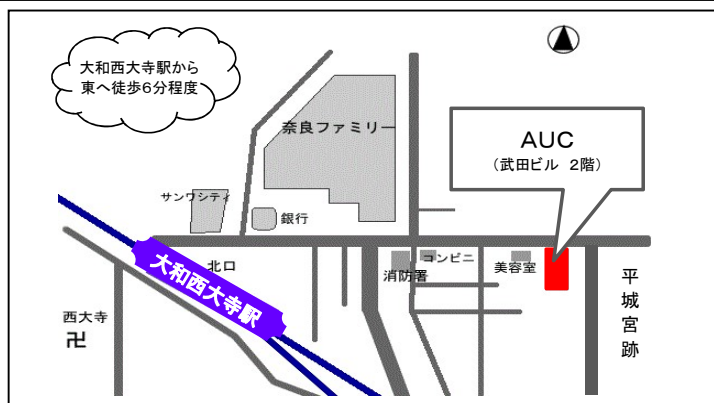 大和西大寺駅から
東へ徒歩6分程度
奈良ファミリー
AUC
(武田ビル 2階)
サンワシティ
銀行
北口
大和西大寺駅
消防署
コンビニ
美容室
平城宮跡
西大寺
卍